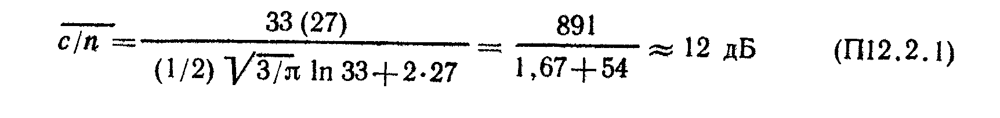 c/n = 33 (27) / ((1/2) √3/π ln 33 + 2·27) = 891 / (1,67 + 54) ≈ 12 дБ (П12.2.1)